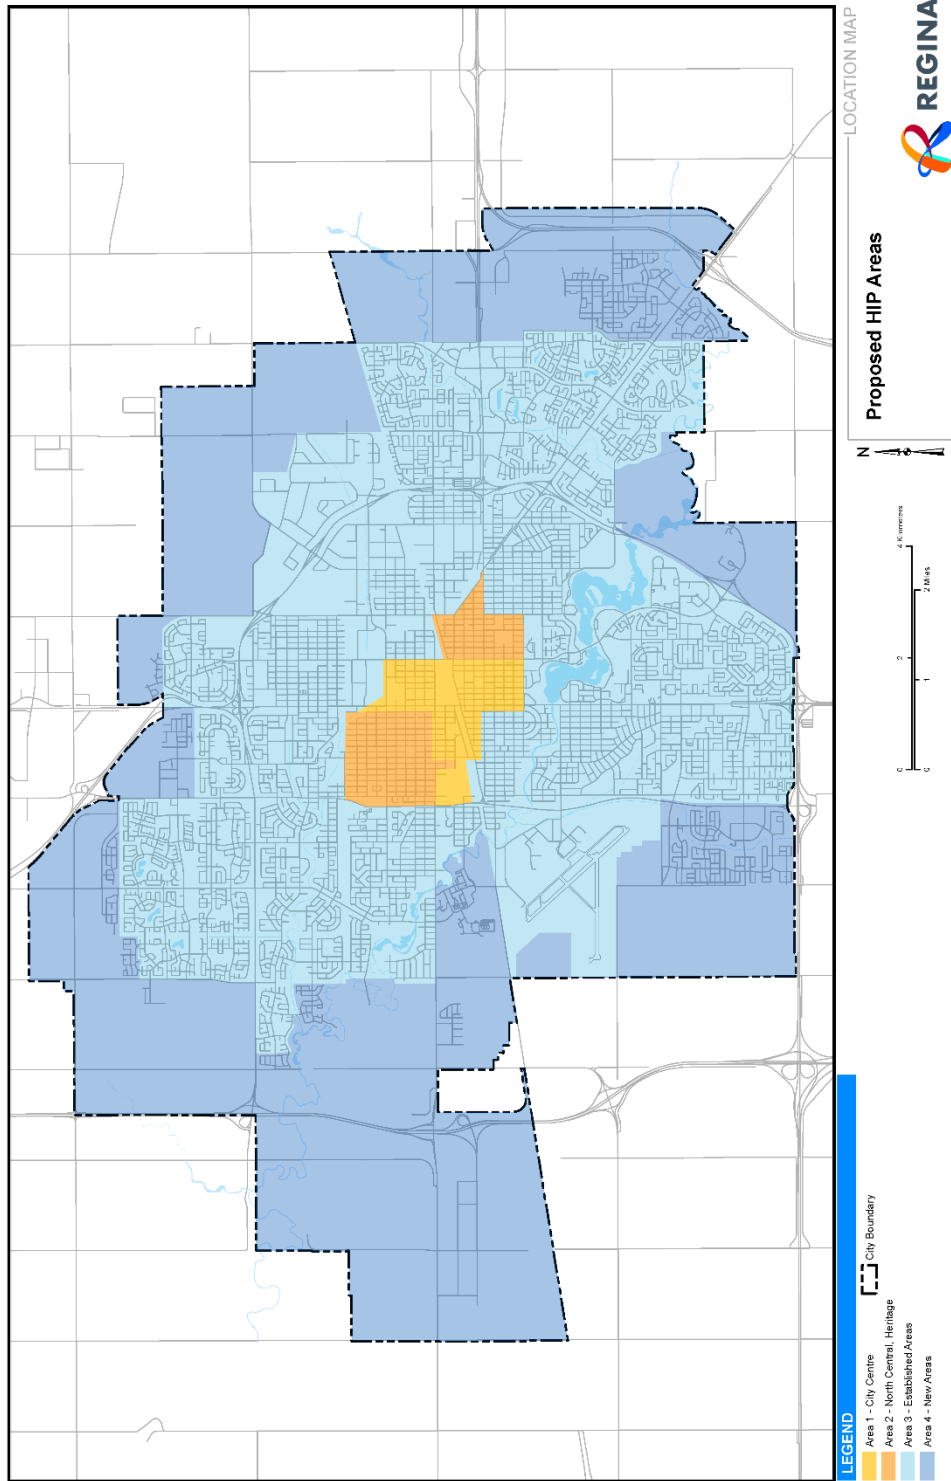 LEGEND
Area 1 - City Centre
Area 2 - North Central, Heritage
Area 3 - Established Areas
Area 4 - New Areas
City Boundary
0 2 4 Kilometers
0 1 2 Miles
N
Proposed HIP Areas
LOCATION MAP
REGINA